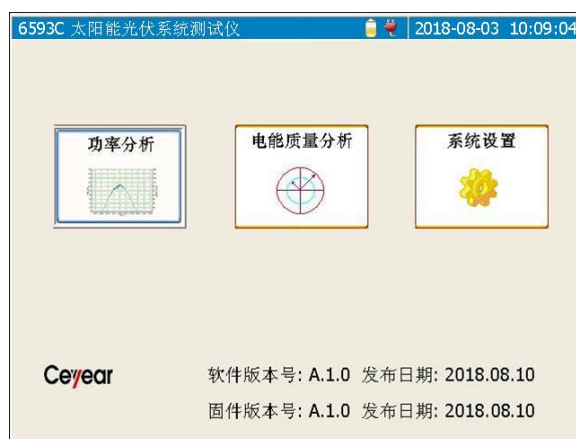 6593C 太阳能光伏系统测试仪 2018-08-03 10:09:04
功率分析 电能质量分析 系统设置
Ceyear 软件版本号: A.1.0 发布日期: 2018.08.10
固件版本号: A.1.0 发布日期: 2018.08.10